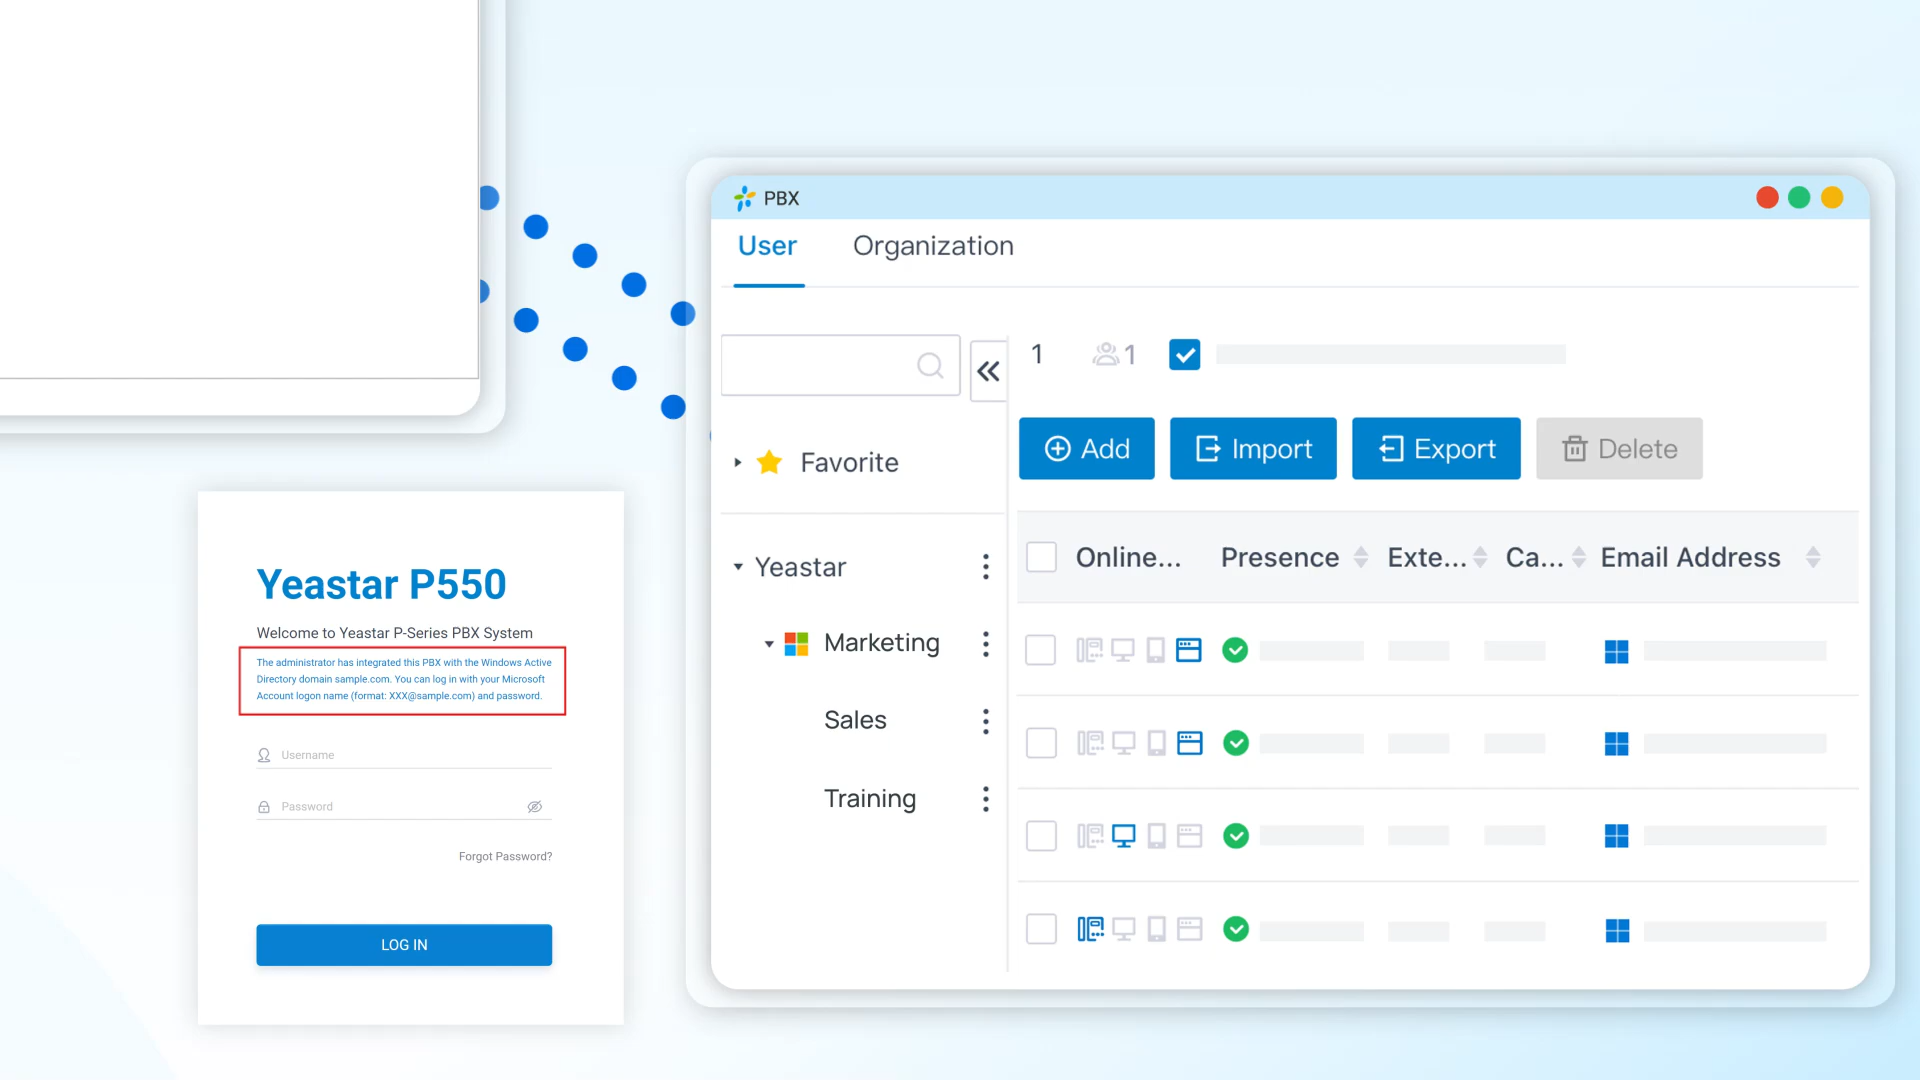 PBX
User
Organization
1
1
Add
Import
Export
Delete
Favorite
Online...
Presence
Exte...
Ca...
Email Address
Yeastar
Marketing
Sales
Training
Yeastar P550
Welcome to Yeastar P-Series PBX System
The administrator has integrated this PBX with the Windows Active
Directory domain sample.com. You can log in with your Microsoft
Account logon name (format: XXX@sample.com) and password.
Username
Password
Forgot Password?
LOG IN